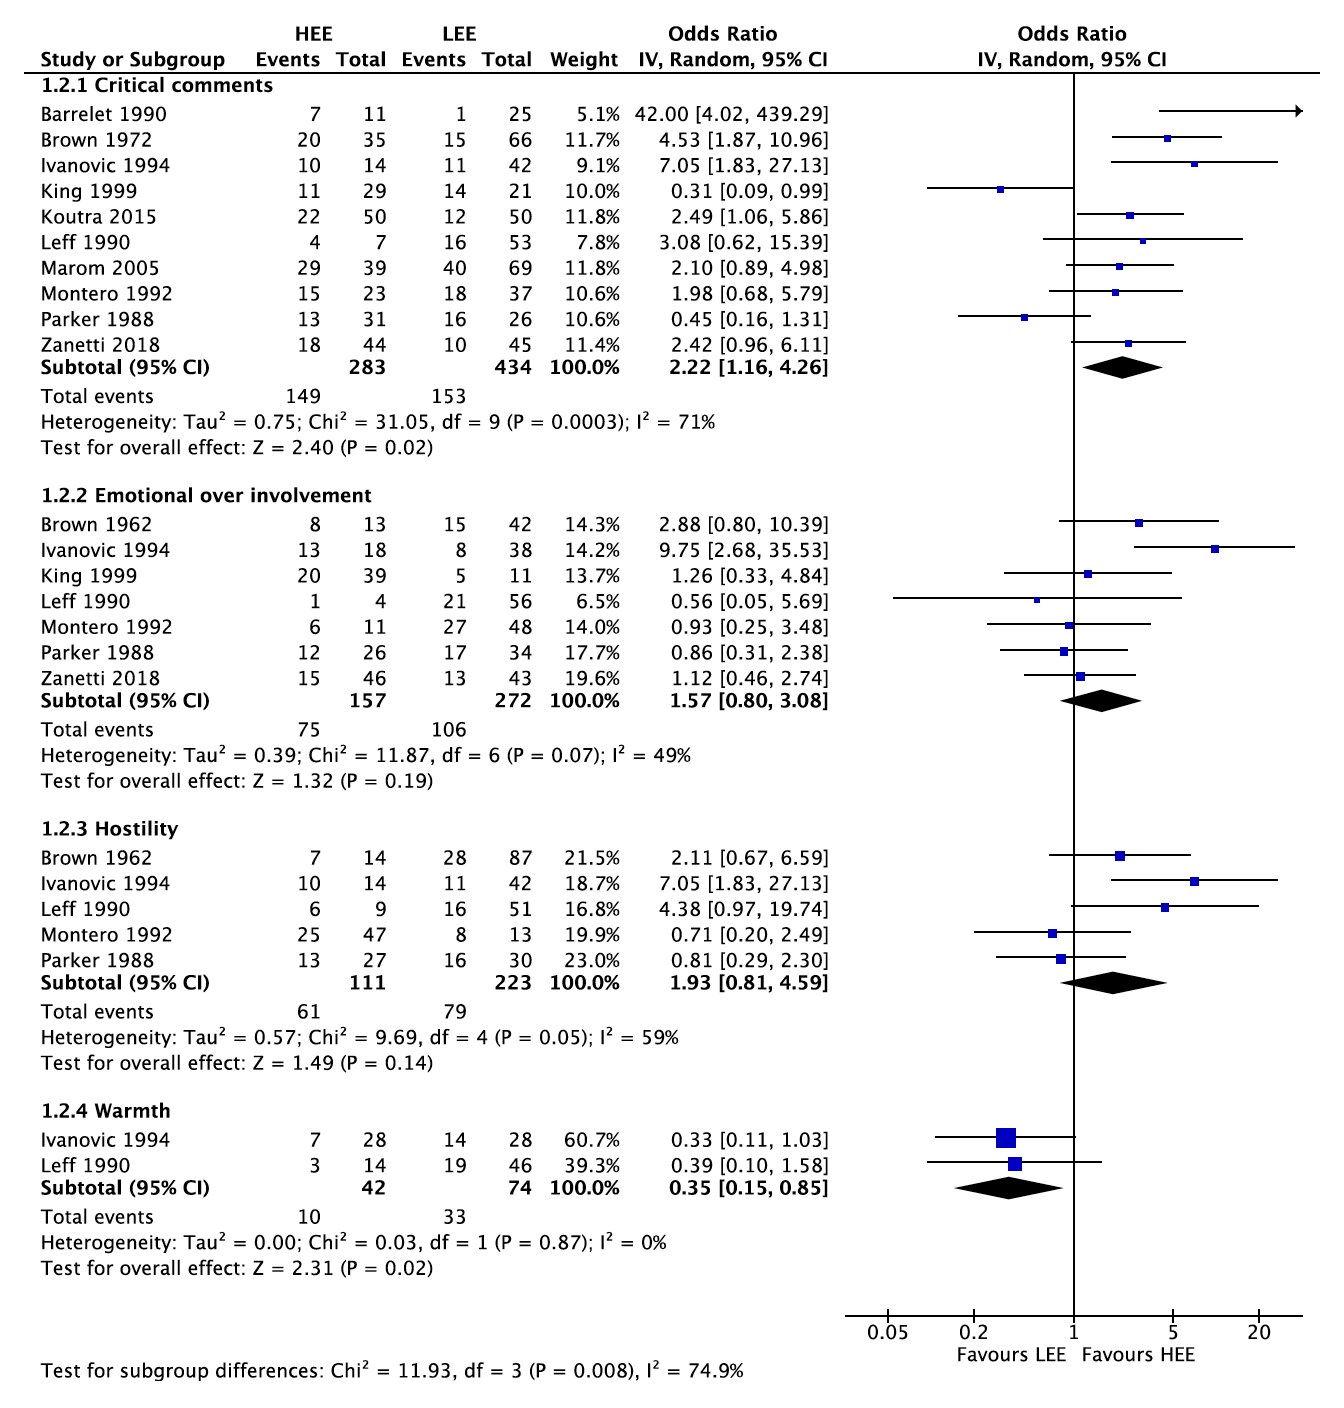 HEE LEE Odds Ratio Odds Ratio
Study or Subgroup Events Total Events Total Weight IV, Random, 95% CI IV, Random, 95% CI
1.2.1 Critical comments
Barrelet 1990 7 11 1 25 5.1% 42.00 [4.02, 439.29]
Brown 1972 20 35 15 66 11.7% 4.53 [1.87, 10.96]
Ivanovic 1994 10 14 11 42 9.1% 7.05 [1.83, 27.13]
King 1999 11 29 14 21 10.0% 0.31 [0.09, 0.99]
Koutra 2015 22 50 12 50 11.8% 2.49 [1.06, 5.86]
Leff 1990 4 7 16 53 7.8% 3.08 [0.62, 15.39]
Marom 2005 29 39 40 69 11.8% 2.10 [0.89, 4.98]
Montero 1992 15 23 18 37 10.6% 1.98 [0.68, 5.79]
Parker 1988 13 31 16 26 10.6% 0.45 [0.16, 1.31]
Zanetti 2018 18 44 10 45 11.4% 2.42 [0.96, 6.11]
Subtotal (95% CI) 283 434 100.0% 2.22 [1.16, 4.26]
Total events 149 153
Heterogeneity: Tau² = 0.75; Chi² = 31.05, df = 9 (P = 0.0003); I² = 71%
Test for overall effect: Z = 2.40 (P = 0.02)
1.2.2 Emotional over involvement
Brown 1962 8 13 15 42 14.3% 2.88 [0.80, 10.39]
Ivanovic 1994 13 18 8 38 14.2% 9.75 [2.68, 35.53]
King 1999 20 39 5 11 13.7% 1.26 [0.33, 4.84]
Leff 1990 1 4 21 56 6.5% 0.56 [0.05, 5.69]
Montero 1992 6 11 27 48 14.0% 0.93 [0.25, 3.48]
Parker 1988 12 26 17 34 17.7% 0.86 [0.31, 2.38]
Zanetti 2018 15 46 13 43 19.6% 1.12 [0.46, 2.74]
Subtotal (95% CI) 157 272 100.0% 1.57 [0.80, 3.08]
Total events 75 106
Heterogeneity: Tau² = 0.39; Chi² = 11.87, df = 6 (P = 0.07); I² = 49%
Test for overall effect: Z = 1.32 (P = 0.19)
1.2.3 Hostility
Brown 1962 7 14 28 87 21.5% 2.11 [0.67, 6.59]
Ivanovic 1994 10 14 11 42 18.7% 7.05 [1.83, 27.13]
Leff 1990 6 9 16 51 16.8% 4.38 [0.97, 19.74]
Montero 1992 25 47 8 13 19.9% 0.71 [0.20, 2.49]
Parker 1988 13 27 16 30 23.0% 0.81 [0.29, 2.30]
Subtotal (95% CI) 111 223 100.0% 1.93 [0.81, 4.59]
Total events 61 79
Heterogeneity: Tau² = 0.57; Chi² = 9.69, df = 4 (P = 0.05); I² = 59%
Test for overall effect: Z = 1.49 (P = 0.14)
1.2.4 Warmth
Ivanovic 1994 7 28 14 28 60.7% 0.33 [0.11, 1.03]
Leff 1990 3 14 19 46 39.3% 0.39 [0.10, 1.58]
Subtotal (95% CI) 42 74 100.0% 0.35 [0.15, 0.85]
Total events 10 33
Heterogeneity: Tau² = 0.00; Chi² = 0.03, df = 1 (P = 0.87); I² = 0%
Test for overall effect: Z = 2.31 (P = 0.02)
0.05 0.2 1 5 20
Favours LEE Favours HEE
Test for subgroup differences: Chi² = 11.93, df = 3 (P = 0.008), I² = 74.9%